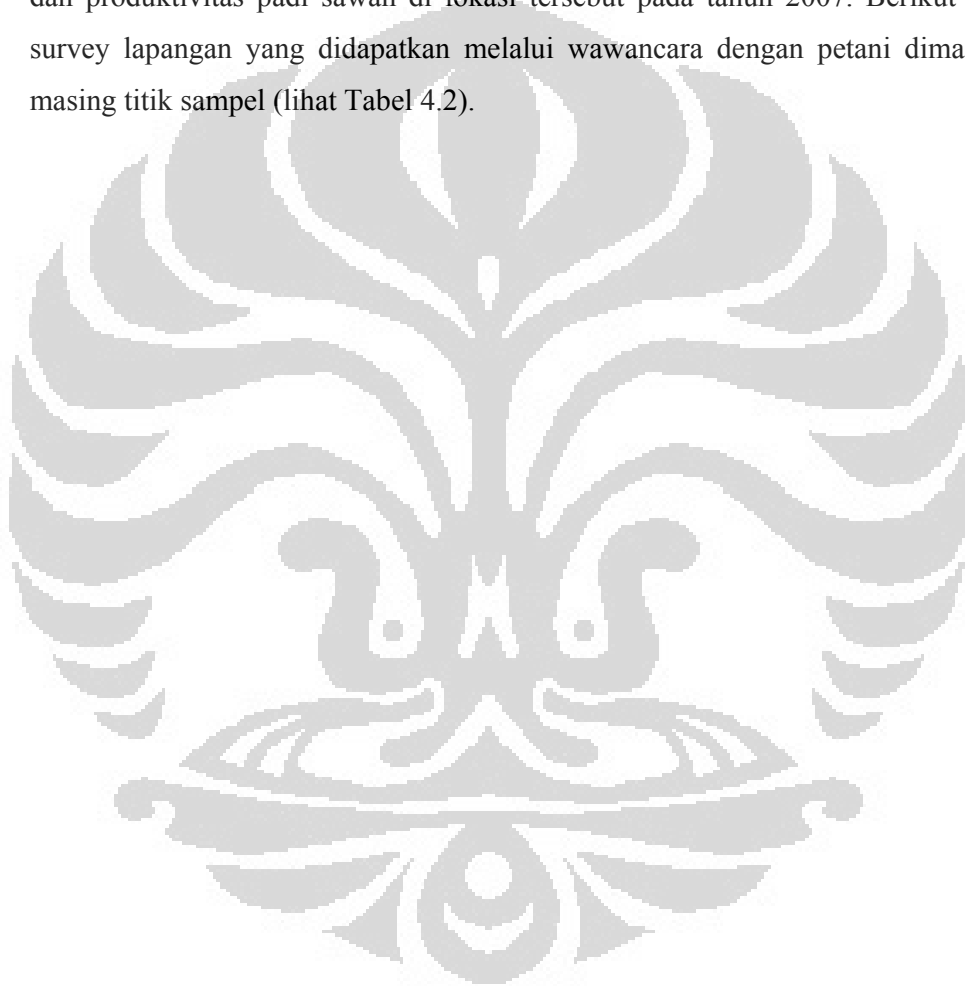 dan produktivitas padi sawah di lokasi tersebut pada tahun 2007. Berikut
survey lapangan yang didapatkan melalui wawancara dengan petani dima
masing titik sampel (lihat Tabel 4.2).